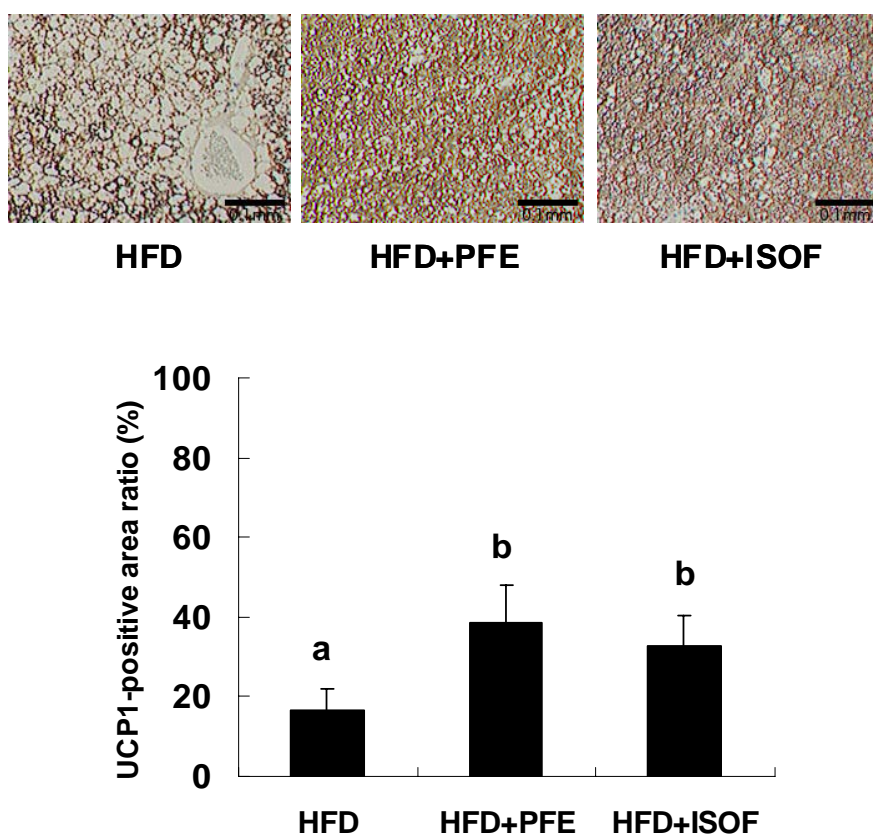 0.1mm 0.1mm 0.1mm
HFD HFD+PFE HFD+ISOF
UCP1-positive area ratio (%)
100
80
60
40
20
0
a
b
b
HFD HFD+PFE HFD+ISOF